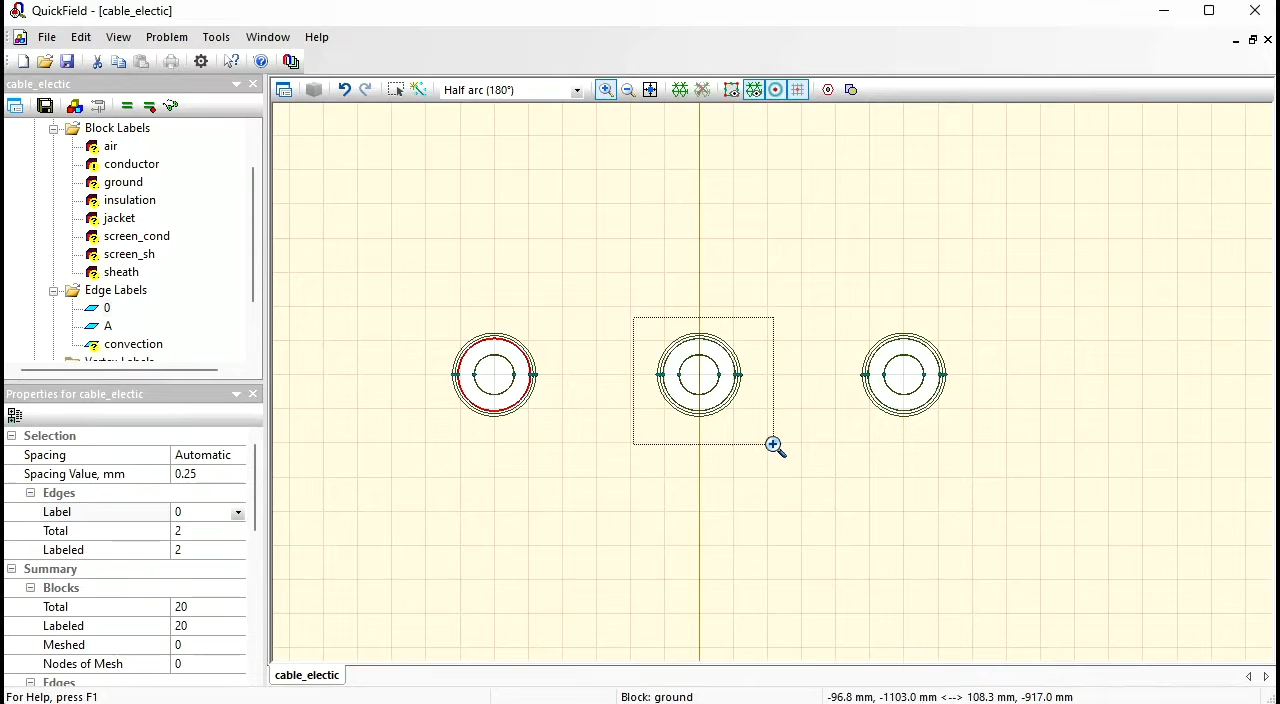 QuickField - [cable_electic]
File Edit View Problem Tools Window Help
cable_electic
Half arc (180°)
Block Labels
air
conductor
ground
insulation
jacket
screen_cond
screen_sh
sheath
Edge Labels
0
A
convection
Vertex Labels
Properties for cable_electic
Selection
Spacing Automatic
Spacing Value, mm 0.25
Edges
Label 0
Total 2
Labeled 2
Summary
Blocks
Total 20
Labeled 20
Meshed 0
Nodes of Mesh 0
Edges
cable_electic
For Help, press F1 Block: ground -96.8 mm, -1103.0 mm <--> 108.3 mm, -917.0 mm